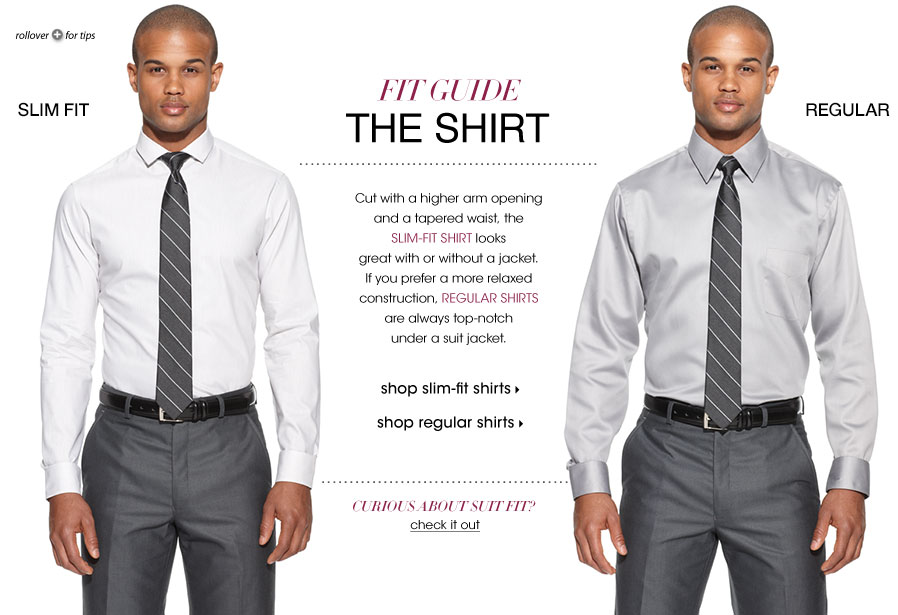 rollover + for tips
SLIM FIT
FIT GUIDE
THE SHIRT
REGULAR
Cut with a higher arm opening
and a tapered waist, the
SLIM-FIT SHIRT looks
great with or without a jacket.
If you prefer a more relaxed
construction, REGULAR SHIRTS
are always top-notch
under a suit jacket.
shop slim-fit shirts
shop regular shirts
CURIOUS ABOUT SUIT FIT?
check it out